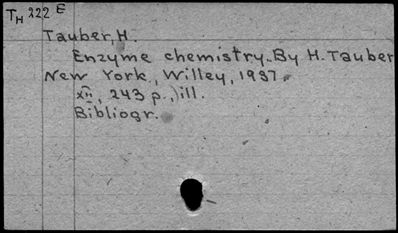 TH 222 E
Tauber, H.
Enzyme chemistry. By H. Tauber
New York, Willey, 1937.
XII, 243 p., ill.
Bibliogr.